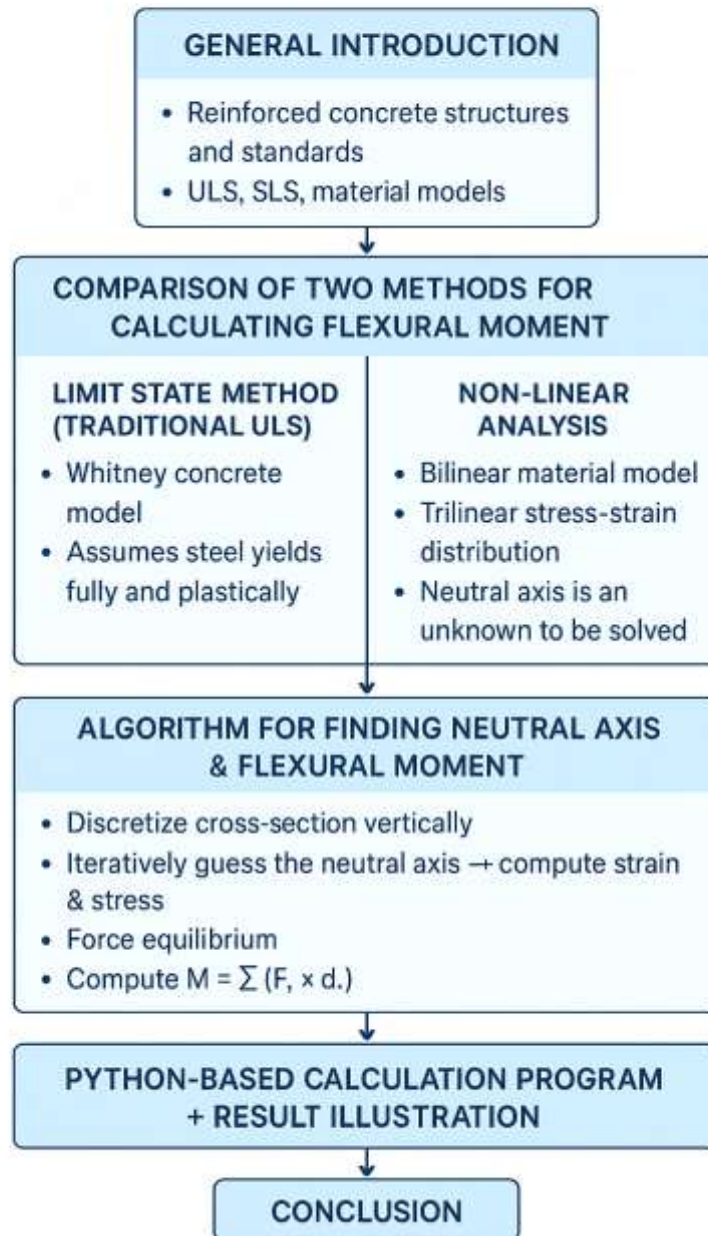 GENERAL INTRODUCTION
• Reinforced concrete structures
and standards
• ULS, SLS, material models
COMPARISON OF TWO METHODS FOR
CALCULATING FLEXURAL MOMENT
LIMIT STATE METHOD
(TRADITIONAL ULS)
• Whitney concrete
model
• Assumes steel yields
fully and plastically
NON-LINEAR
ANALYSIS
• Bilinear material model
• Trilinear stress-strain
distribution
• Neutral axis is an
unknown to be solved
ALGORITHM FOR FINDING NEUTRAL AXIS
& FLEXURAL MOMENT
• Discretize cross-section vertically
• Iteratively guess the neutral axis → compute strain
& stress
• Force equilibrium
• Compute M = ∑ (F, × d.)
PYTHON-BASED CALCULATION PROGRAM
+ RESULT ILLUSTRATION
CONCLUSION